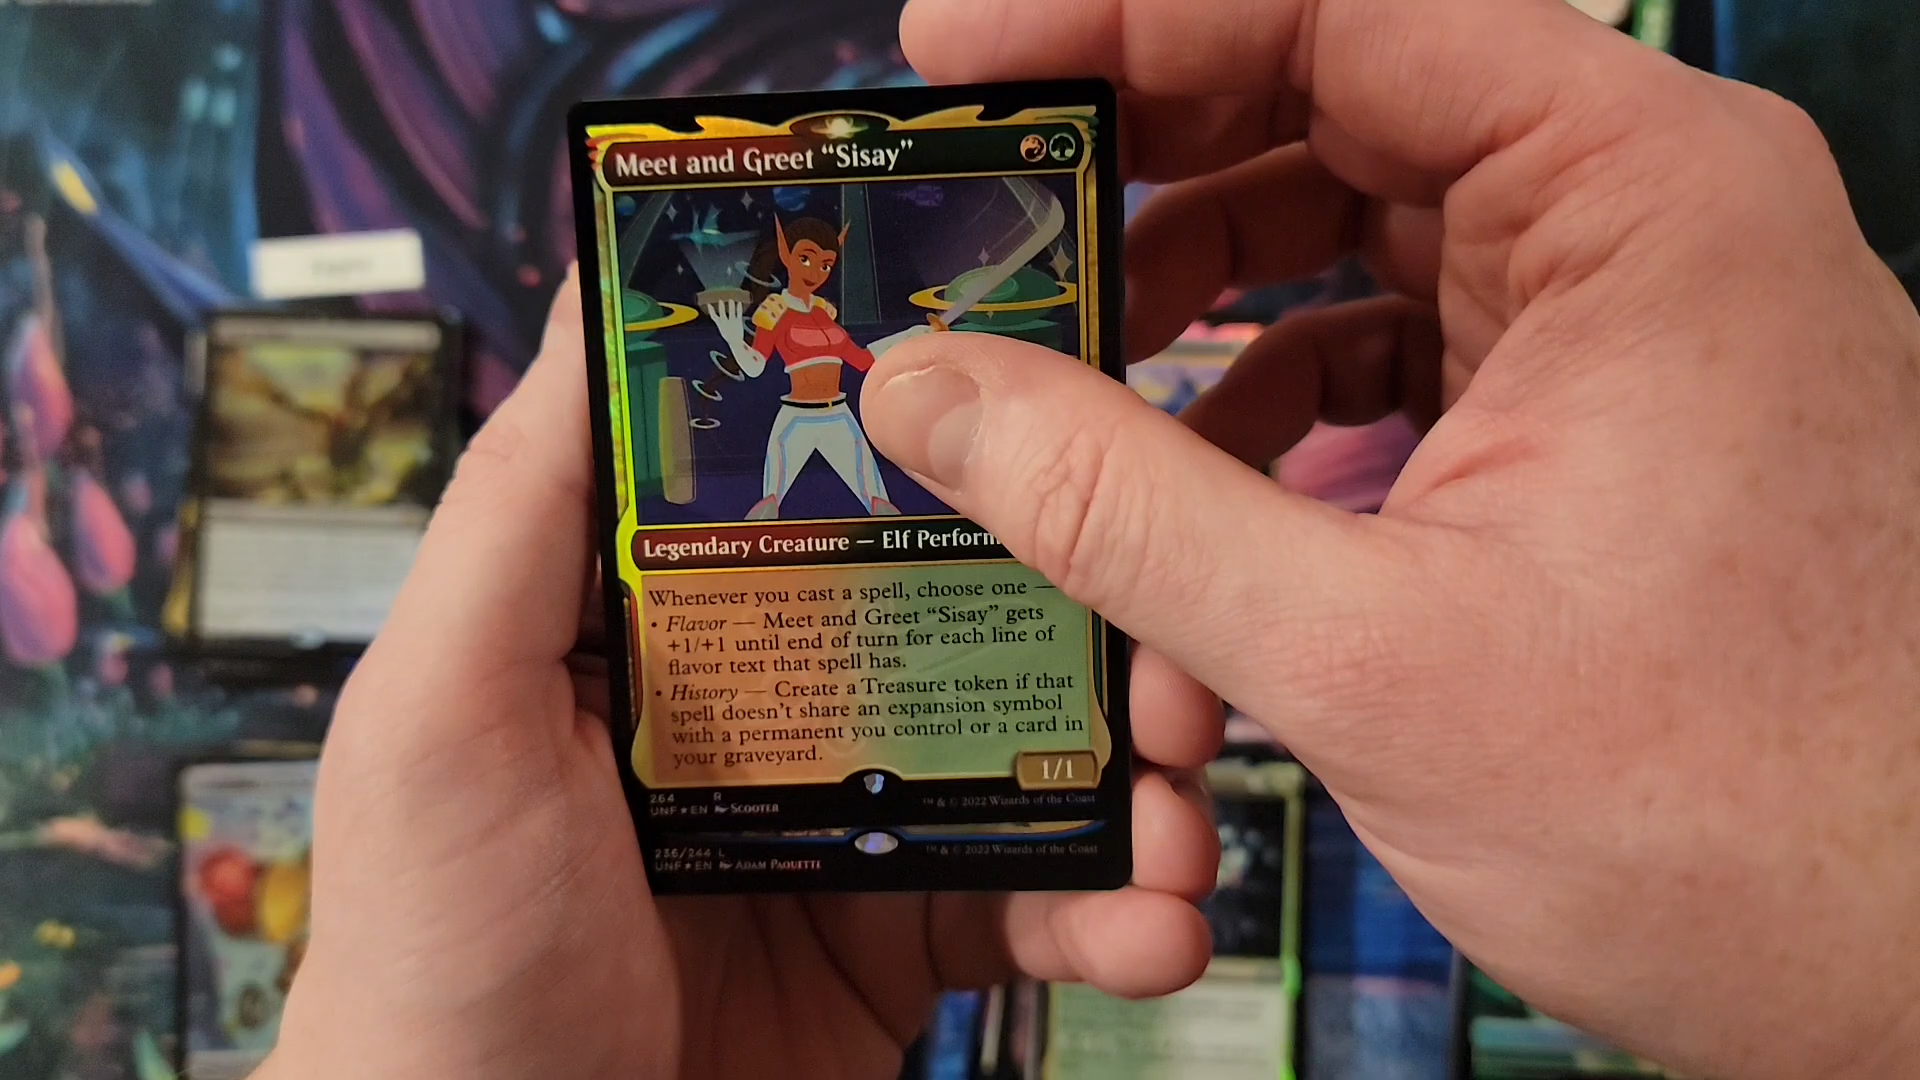 Meet and Greet “Sisay”
Legendary Creature — Elf Perform
Whenever you cast a spell, choose one —
• Flavor — Meet and Greet “Sisay” gets
+1/+1 until end of turn for each line of
flavor text that spell has.
• History — Create a Treasure token if that
spell doesn't share an expansion symbol
with a permanent you control or a card in
your graveyard.
1/1
264 R
UNF★EN SCOOTER
™ & © 2022 Wizards of the Coast
236/244 L
UNF★EN ADAM PAQUETTE
™ & © 2022 Wizards of the Coast